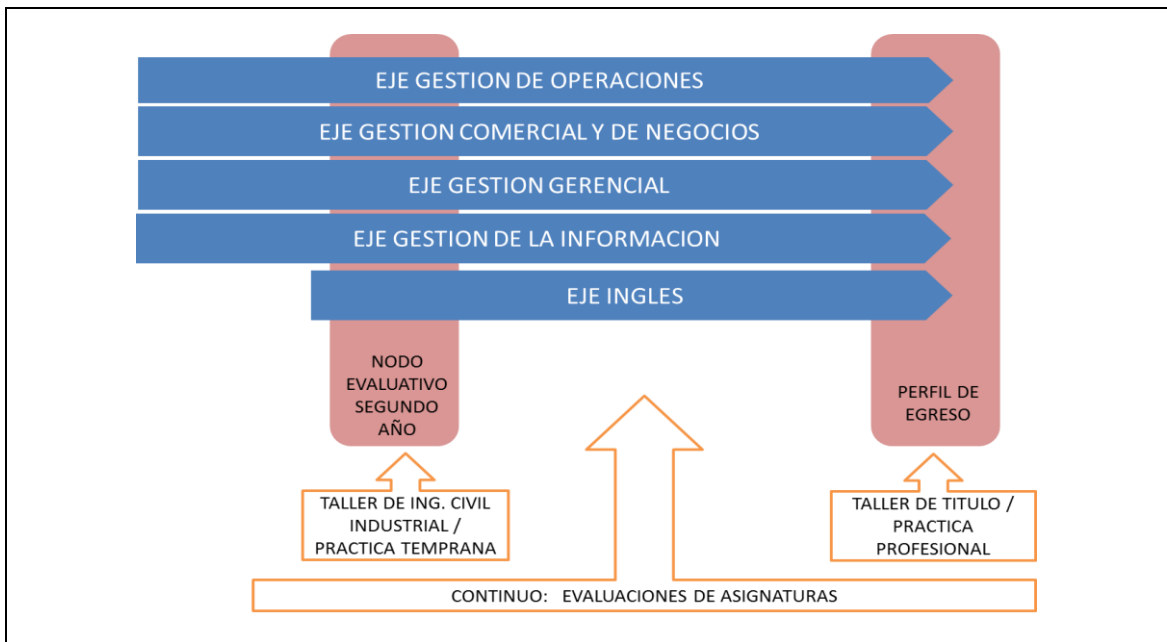 EJE GESTION DE OPERACIONES
EJE GESTION COMERCIAL Y DE NEGOCIOS
EJE GESTION GERENCIAL
EJE GESTION DE LA INFORMACION
EJE INGLES
NODO
EVALUATIVO
SEGUNDO
AÑO
PERFIL DE
EGRESO
TALLER DE ING. CIVIL
INDUSTRIAL /
PRACTICA TEMPRANA
TALLER DE TITULO /
PRACTICA
PROFESIONAL
CONTINUO: EVALUACIONES DE ASIGNATURAS